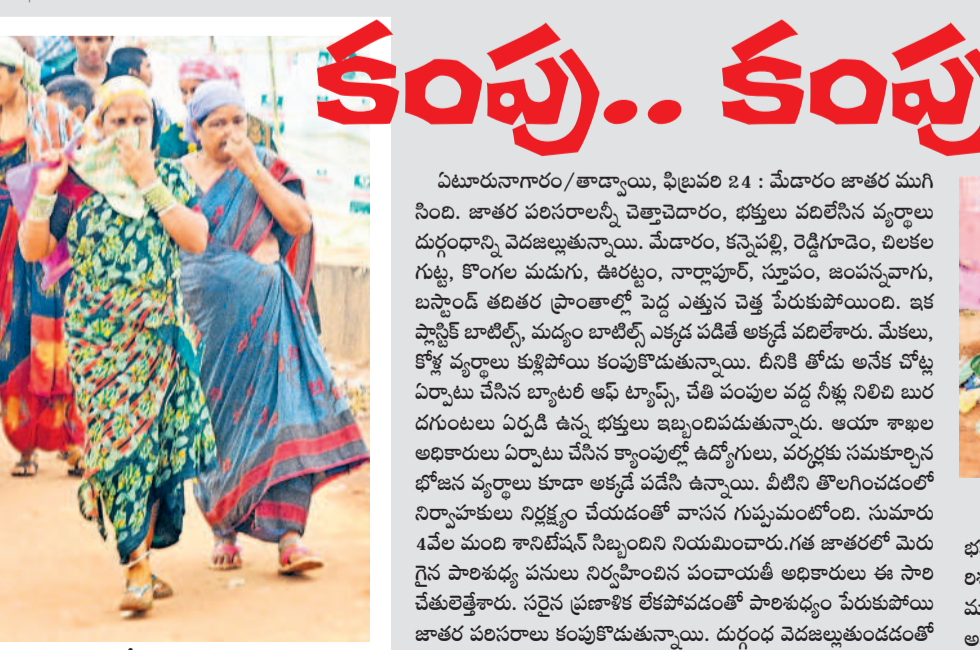 కంపు.. కంపు
ఏటూరునాగారం/తాడ్వాయి, ఫిబ్రవరి 24 : మేడారం జాతర ముగి
సింది. జాతర పరిసరాలన్నీ చెత్తాచెదారం, భక్తులు వదిలేసిన వ్యర్థాలు
దుర్గంధాన్ని వెదజల్లుతున్నాయి. మేడారం, కన్నెపల్లి, రెడ్డిగూడెం, చిలకల
గుట్ట, కొంగల మడుగు, ఊరట్టం, నార్లాపూర్, స్తూపం, జంపన్నవాగు,
బస్టాండ్ తదితర ప్రాంతాల్లో పెద్ద ఎత్తున చెత్త పేరుకుపోయింది. ఇక
ప్లాస్టిక్ బాటిల్స్, మద్యం బాటిల్స్ ఎక్కడ పడితే అక్కడే వదిలేశారు. మేకలు,
కోళ్ల వ్యర్థాలు కుళ్లిపోయి కంపుకొడుతున్నాయి. దీనికి తోడు అనేక చోట్ల
ఏర్పాటు చేసిన బ్యాటరీ ఆఫ్ ట్యాప్స్, చేతి పంపుల వద్ద నీళ్లు నిలిచి బుర
దగుంటలు ఏర్పడి ఉన్న భక్తులు ఇబ్బందిపడుతున్నారు. ఆయా శాఖల
అధికారులు ఏర్పాటు చేసిన క్యాంపుల్లో ఉద్యోగులు, వర్కర్లకు సమకూర్చిన
భోజన వ్యర్థాలు కూడా అక్కడే పడేసి ఉన్నాయి. వీటిని తొలగించడంలో
నిర్వాహకులు నిర్లక్ష్యం చేయడంతో వాసన గుప్పుమంటోంది. సుమారు
4వేల మంది శానిటేషన్ సిబ్బందిని నియమించారు.గత జాతరలో మెరు
గైన పారిశుధ్య పనులు నిర్వహించిన పంచాయతీ అధికారులు ఈ సారి
చేతులెత్తేశారు. సరైన ప్రణాళిక లేకపోవడంతో పారిశుధ్యం పేరుకుపోయి
జాతర పరిసరాలు కంపుకొడుతున్నాయి. దుర్గంధ వెదజల్లుతుండడంతో